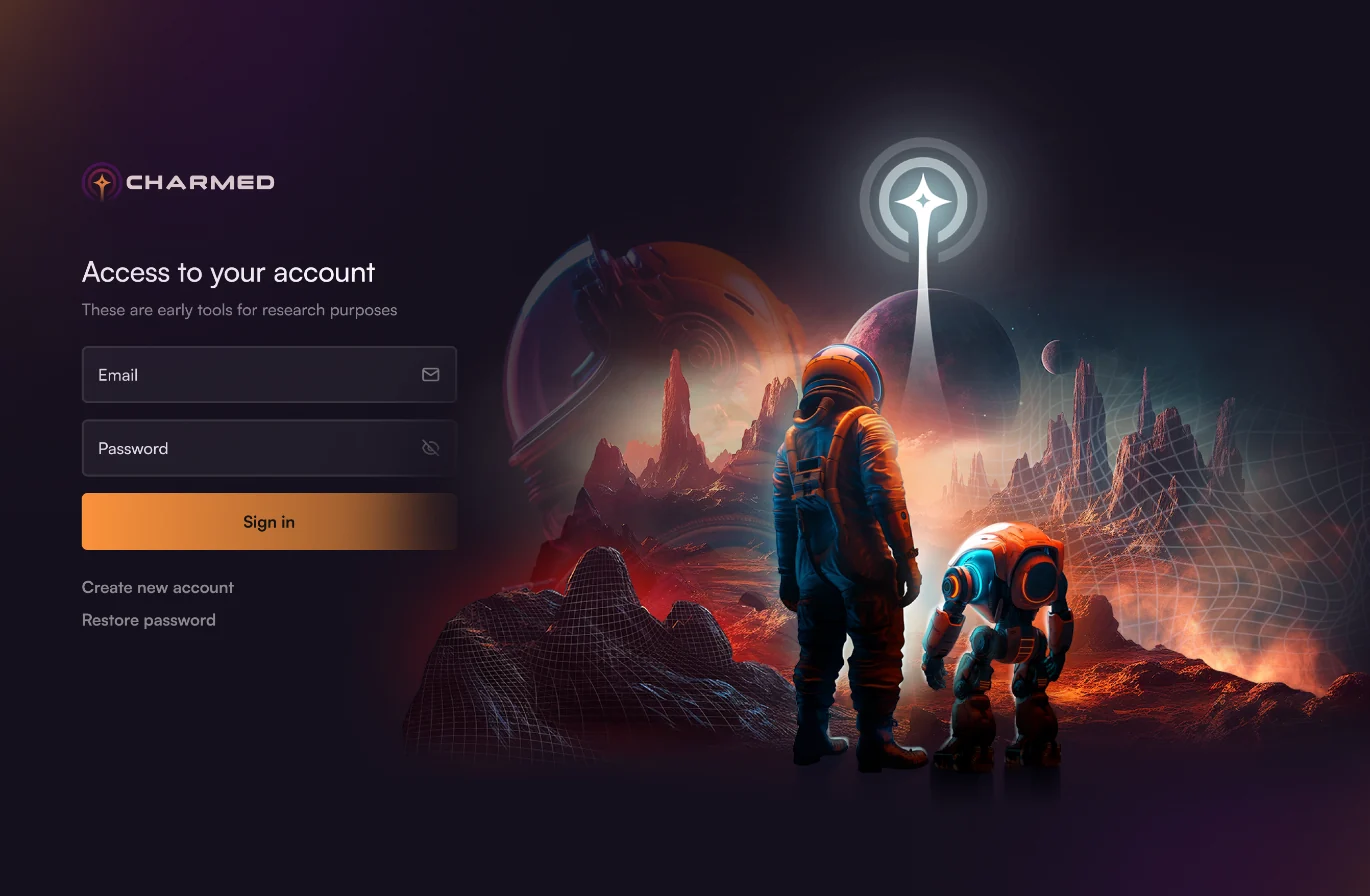 CHARMED
Access to your account
These are early tools for research purposes
Email
Password
Sign in
Create new account
Restore password